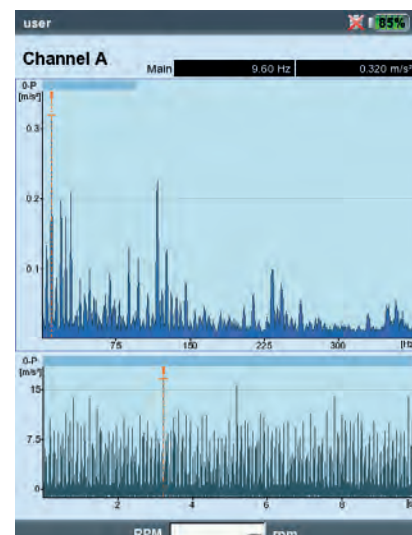 user 85%
Channel A
Main 9.60 Hz 0.320 m/s²
0-P
[m/s²]
0.3
0.2
0.1
75 150 225 300 [Hz
0-P
[m/s²]
15
7.5
0
2 4 6 8
RPM rpm